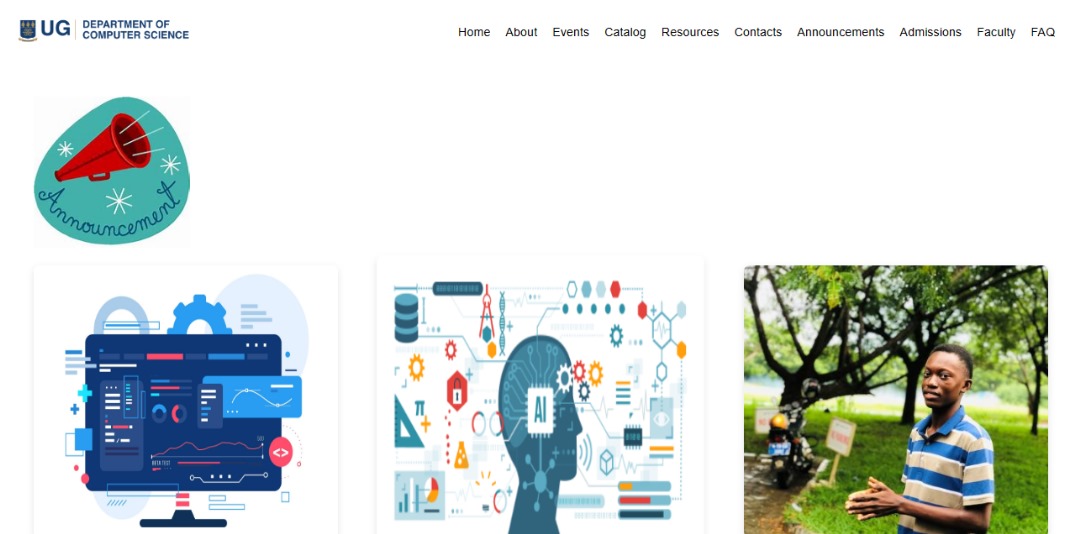 UG
DEPARTMENT OF
COMPUTER SCIENCE
Home About Events Catalog Resources Contacts Announcements Admissions Faculty FAQ
Announcement
</>
π
AI